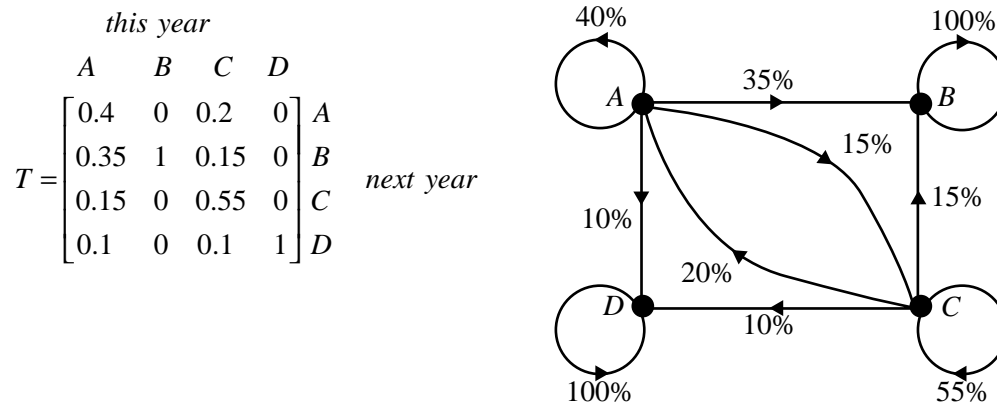 this year
A B C D
T = [0.4 0 0.2 0] A
[0.35 1 0.15 0] B
[0.15 0 0.55 0] C
[0.1 0 0.1 1] D
next year
40%
100%
A
35%
B
15%
10%
15%
20%
D
10%
C
100%
55%